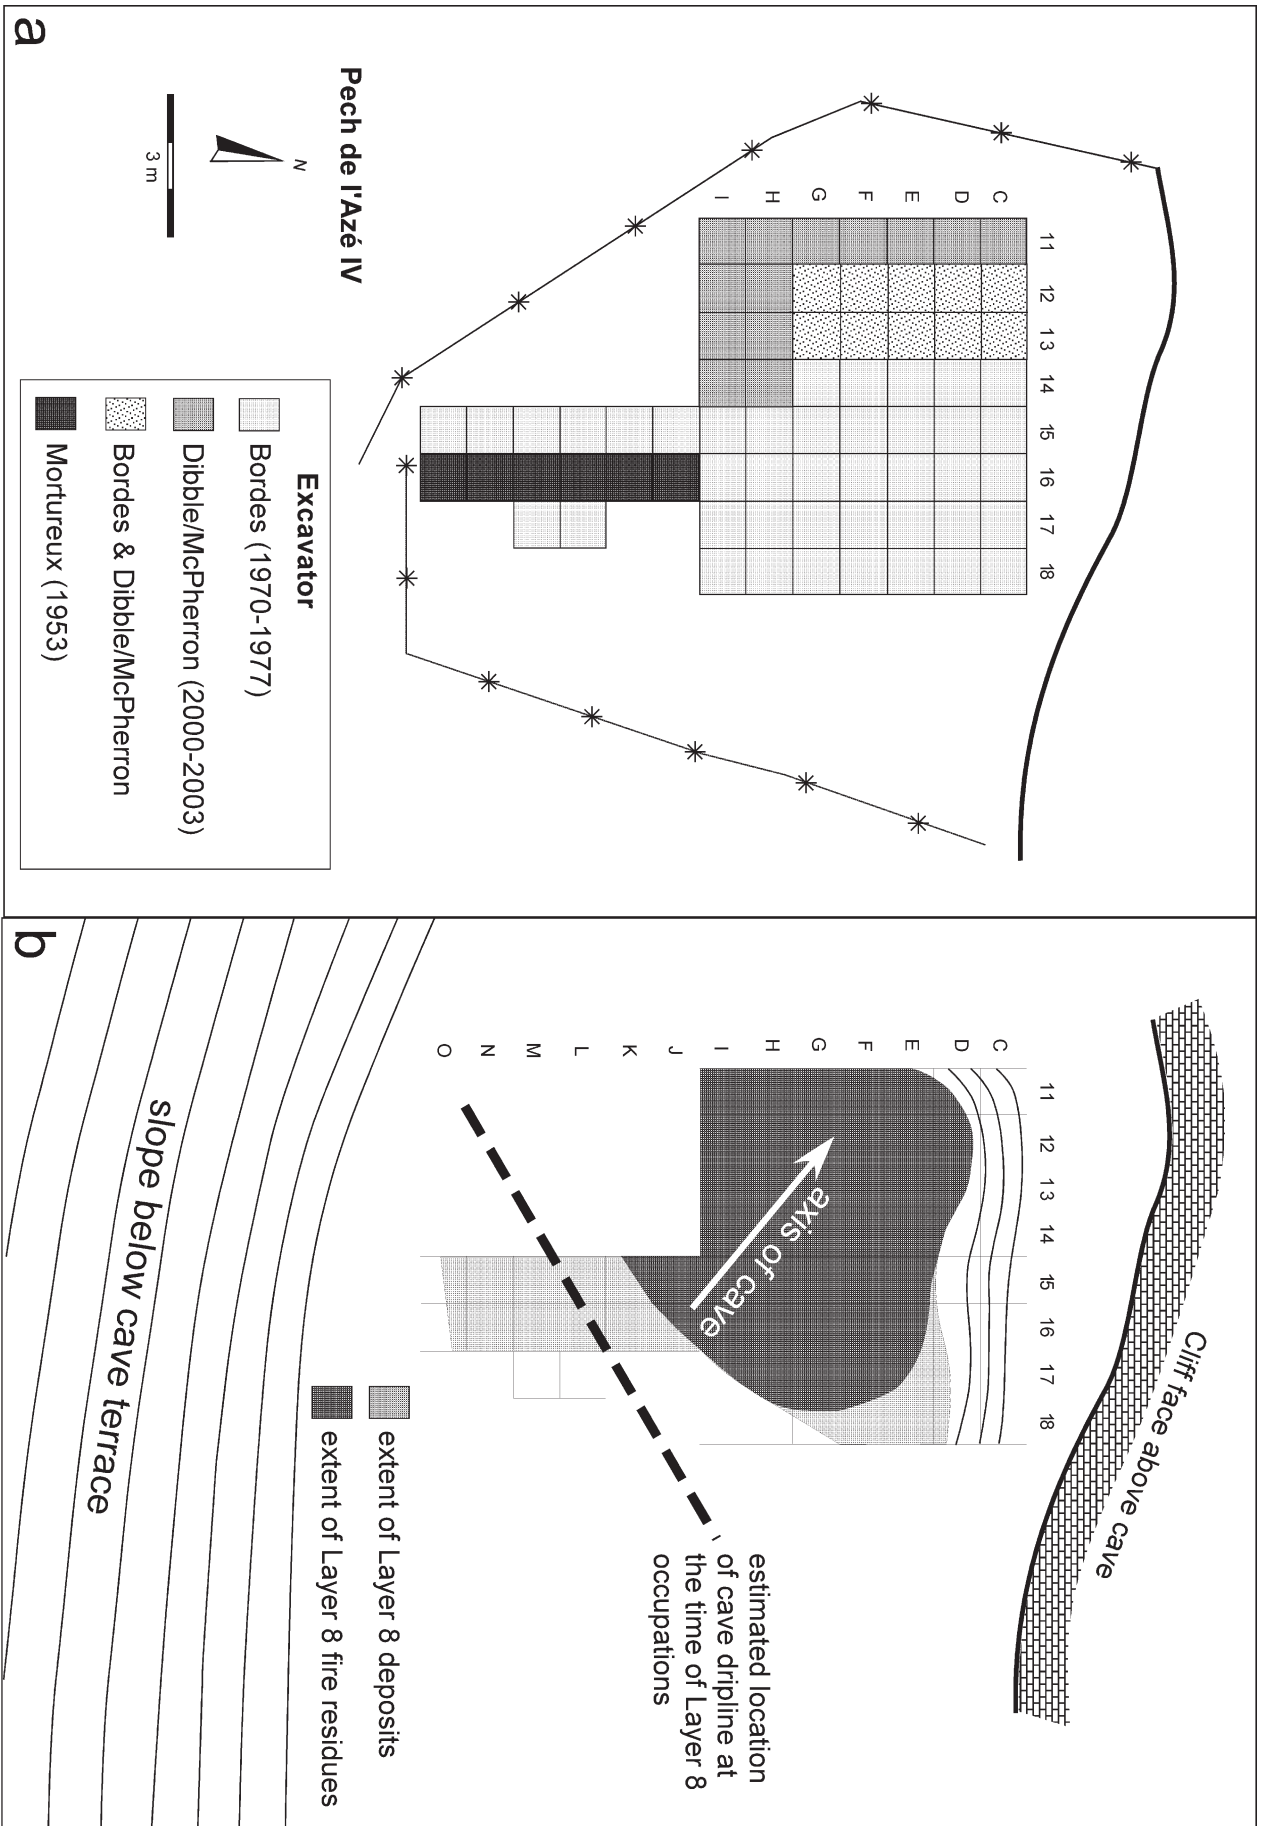 a
Pech de l'Azé IV
N
3 m
11 12 13 14 15 16 17 18
C
D
E
F
G
H
I
Excavator
Bordes (1970-1977)
Dibble/McPherron (2000-2003)
Bordes & Dibble/McPherron
Mortureux (1953)
b
Cliff face above cave
11 12 13 14 15 16 17 18
C
D
E
F
G
H
I
J
K
L
M
N
O
axis of cave
estimated location
of cave dripline at
the time of Layer 8
occupations
extent of Layer 8 deposits
extent of Layer 8 fire residues
slope below cave terrace